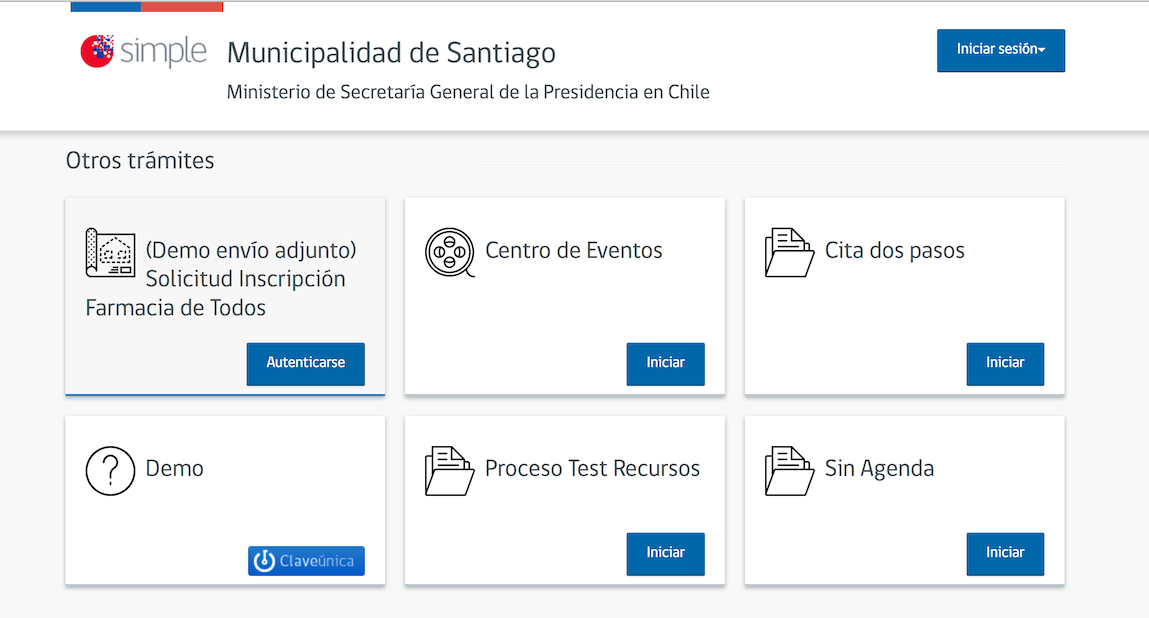 simple
Municipalidad de Santiago
Iniciar sesión
Ministerio de Secretaría General de la Presidencia en Chile
Otros trámites
(Demo envío adjunto)
Solicitud Inscripción
Farmacia de Todos
Autenticarse
Centro de Eventos
Iniciar
Cita dos pasos
Iniciar
Demo
Claveúnica
Proceso Test Recursos
Iniciar
Sin Agenda
Iniciar